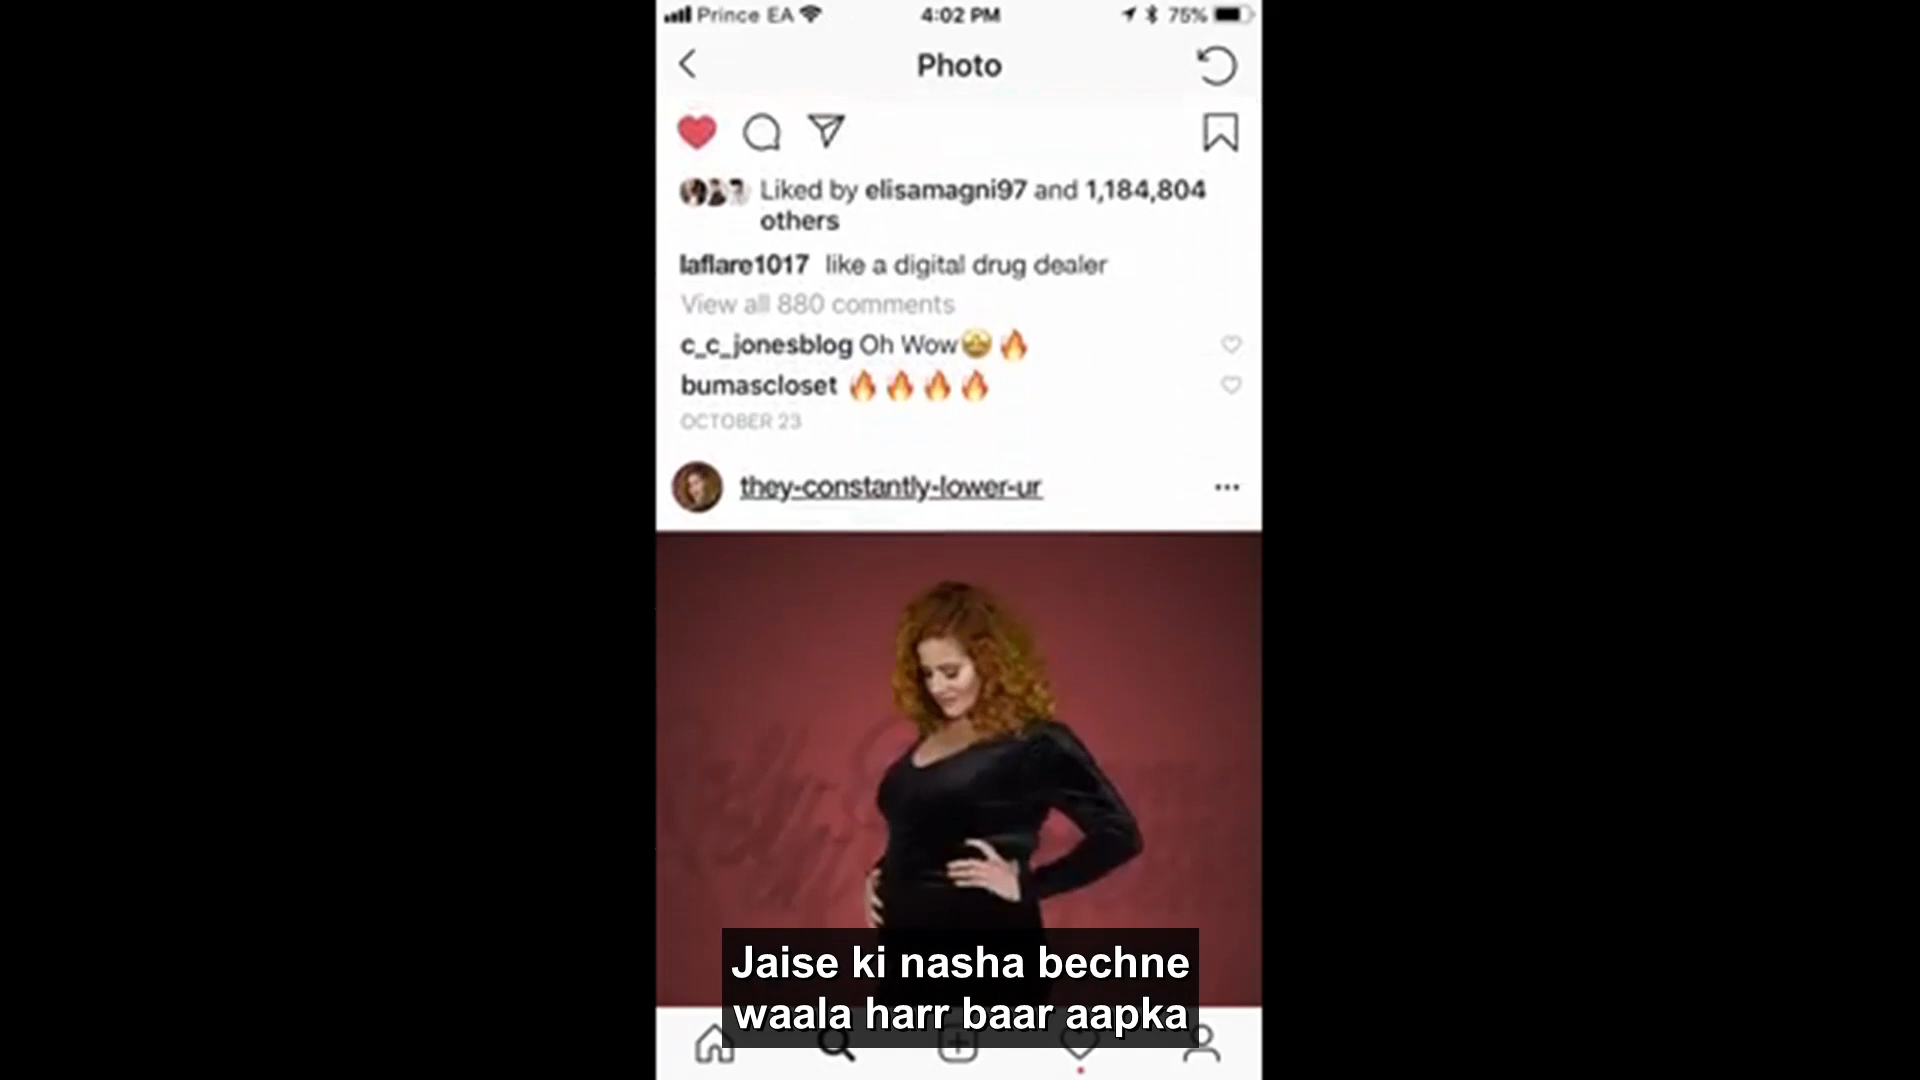 Prince EA 4:02 PM 75%
Photo
Liked by elisamagni97 and 1,184,804
others
laflare1017 like a digital drug dealer
View all 880 comments
c_c_jonesblog Oh Wow🤩🔥
bumascloset 🔥🔥🔥🔥
OCTOBER 23
they-constantly-lower-ur
Jaise ki nasha bechne
waala harr baar aapka